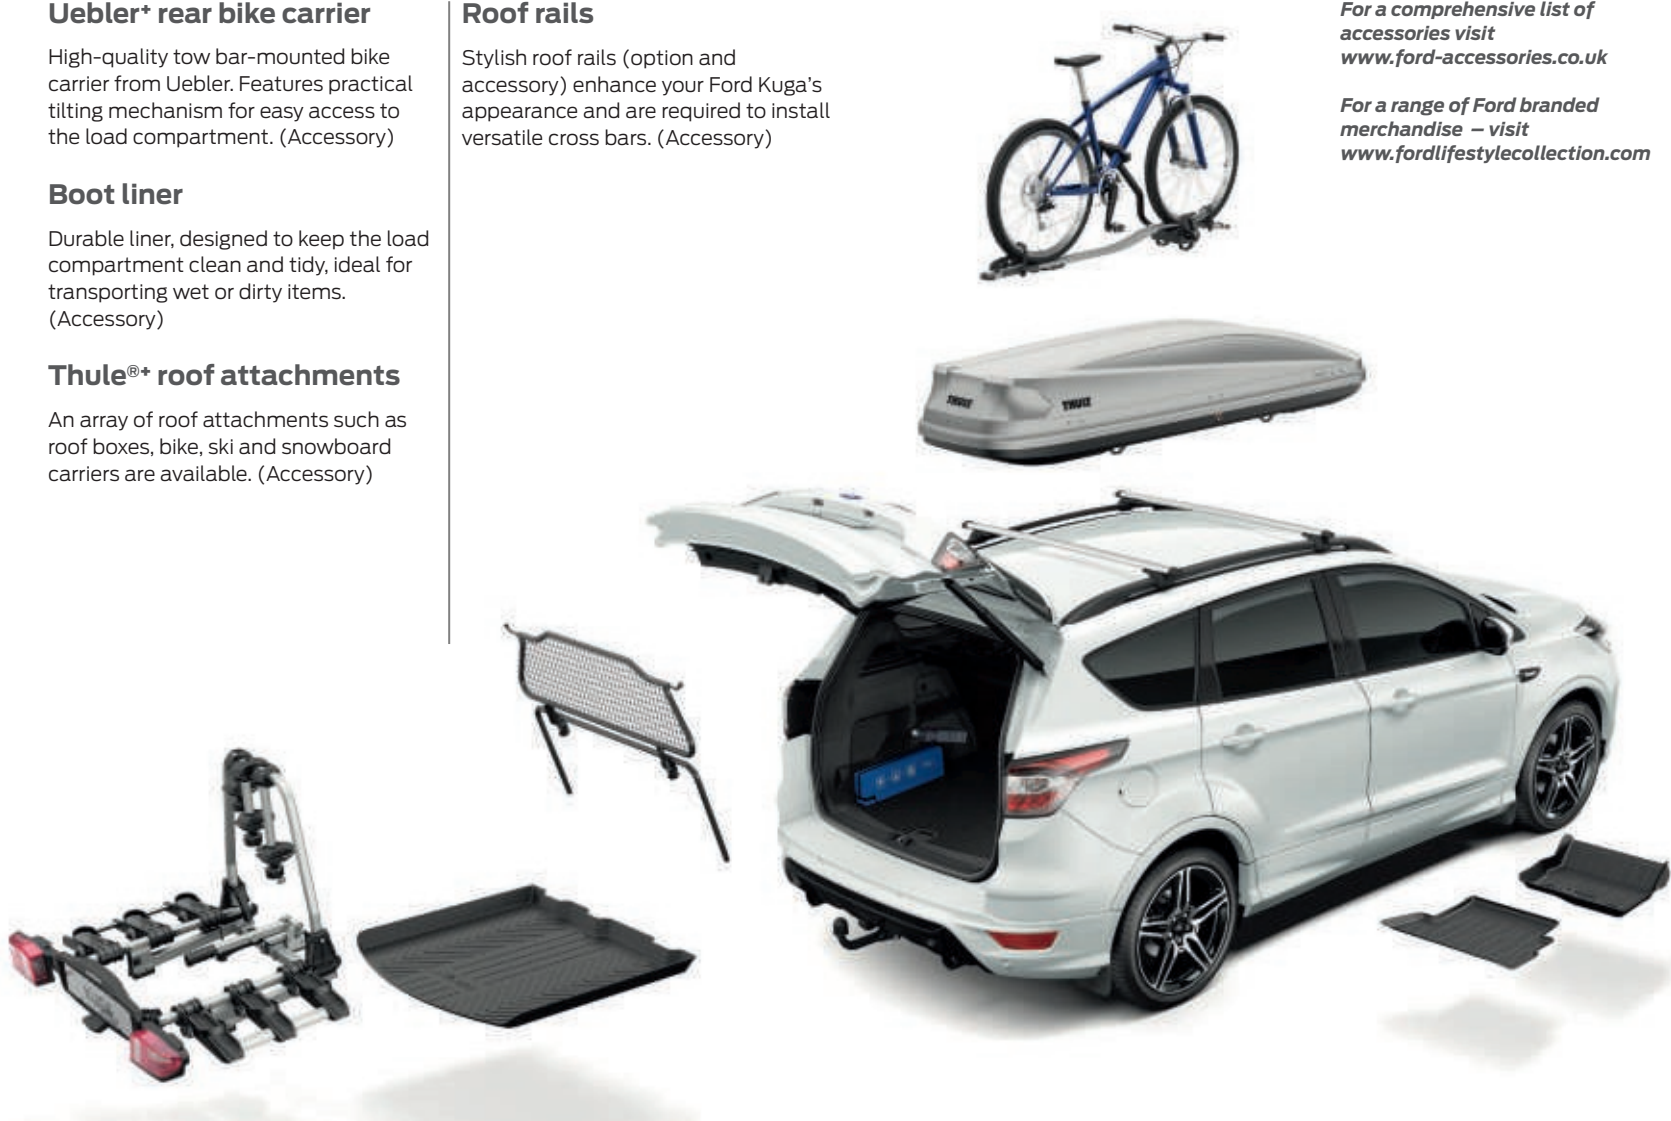 Uebler⁺ rear bike carrier
High-quality tow bar-mounted bike
carrier from Uebler. Features practical
tilting mechanism for easy access to
the load compartment. (Accessory)
Boot liner
Durable liner, designed to keep the load
compartment clean and tidy, ideal for
transporting wet or dirty items.
(Accessory)
Thule®⁺ roof attachments
An array of roof attachments such as
roof boxes, bike, ski and snowboard
carriers are available. (Accessory)
Roof rails
Stylish roof rails (option and
accessory) enhance your Ford Kuga’s
appearance and are required to install
versatile cross bars. (Accessory)
For a comprehensive list of
accessories visit
www.ford-accessories.co.uk
For a range of Ford branded
merchandise – visit
www.fordlifestylecollection.com
THULE
THULE